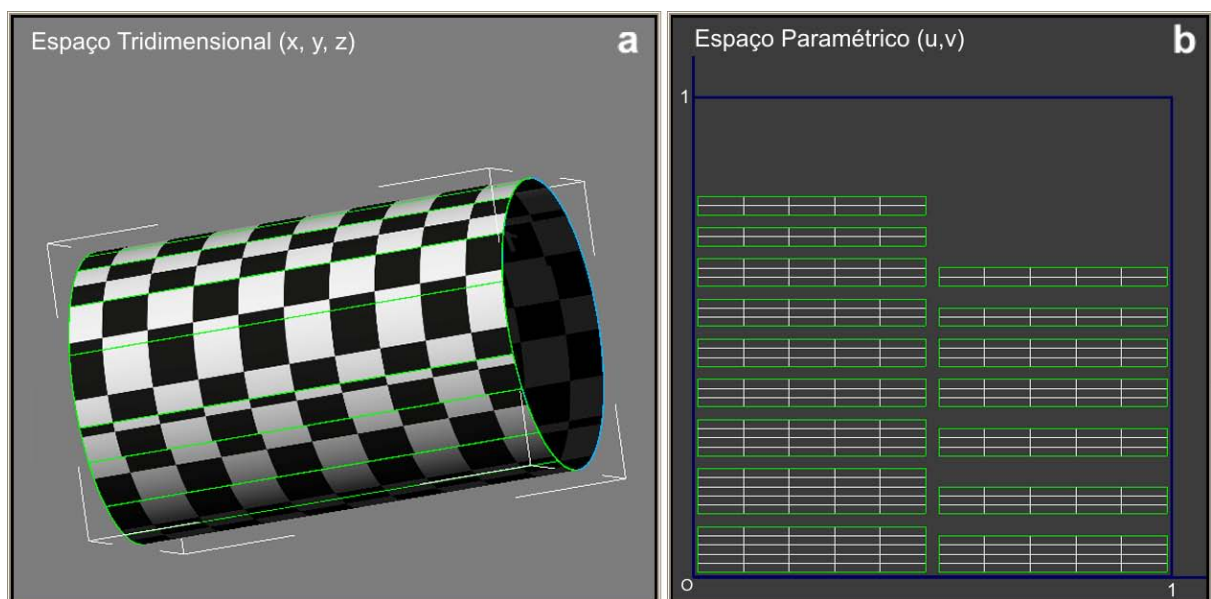 Espaço Tridimensional (x, y, z)
a
Espaço Paramétrico (u,v)
b
1
O
1